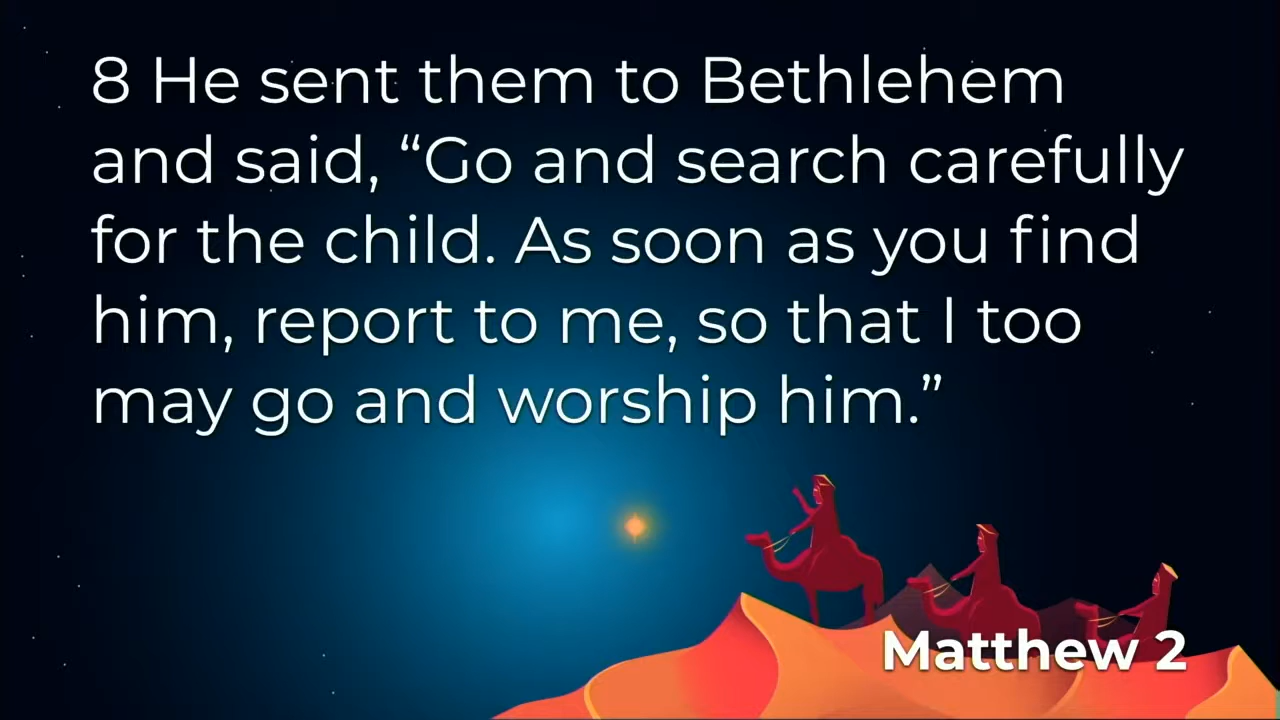 8 He sent them to Bethlehem
and said, “Go and search carefully
for the child. As soon as you find
him, report to me, so that I too
may go and worship him.”
Matthew 2